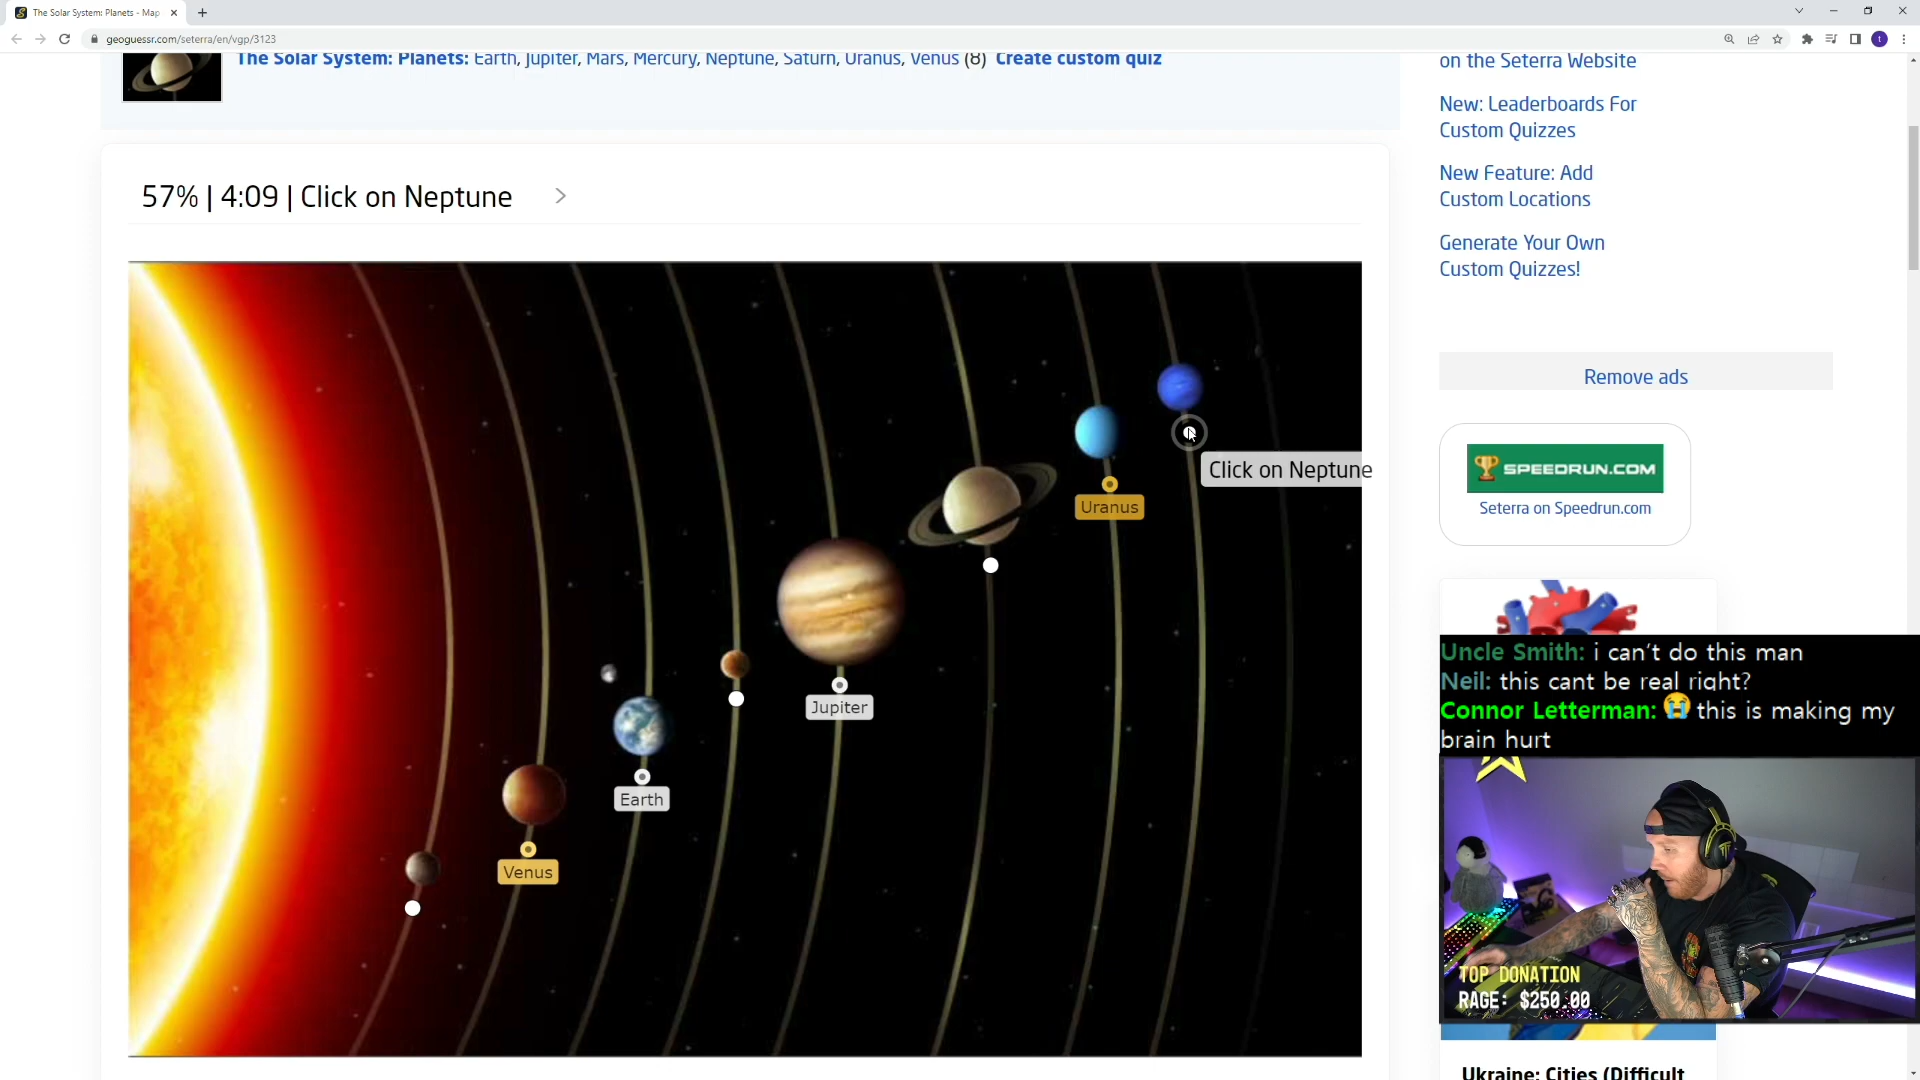 The Solar System: Planets - Map
geoguessr.com/seterra/en/vgp/3123
t
The Solar System: Planets: Earth, Jupiter, Mars, Mercury, Neptune, Saturn, Uranus, Venus (8) Create custom quiz
57% | 4:09 | Click on Neptune
Click on Neptune
Uranus
Jupiter
Earth
Venus
on the Seterra Website
New: Leaderboards For
Custom Quizzes
New Feature: Add
Custom Locations
Generate Your Own
Custom Quizzes!
Remove ads
SPEEDRUN.COM
Seterra on Speedrun.com
Uncle Smith: i can't do this man
Neil: this cant be real right?
Connor Letterman: 😭 this is making my
brain hurt
TOP DONATION
RAGE: $250.00
Ukraine: Cities (Difficult